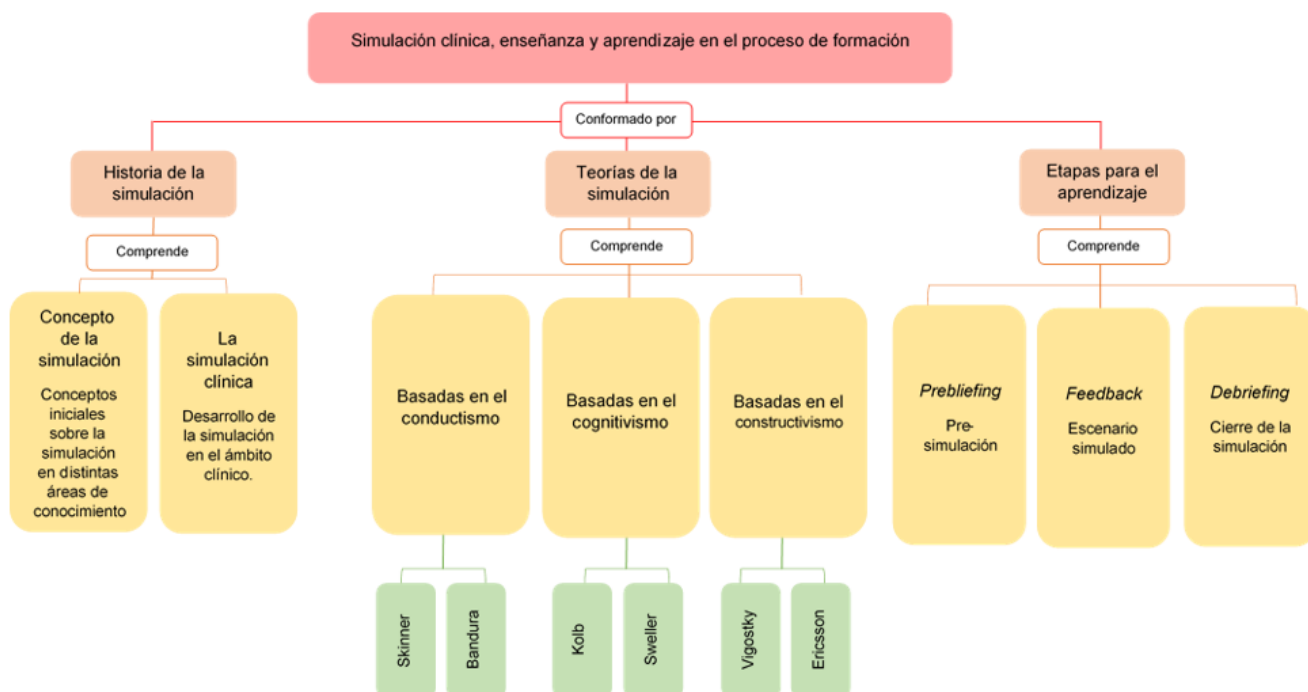 Simulación clínica, enseñanza y aprendizaje en el proceso de formación
Conformado por
Historia de la
simulación
Comprende
Concepto
de la
simulación
Conceptos
iniciales
sobre la
simulación
en distintas
áreas de
conocimiento
La
simulación
clínica
Desarrollo de
la simulación
en el ámbito
clínico.
Teorías de la
simulación
Comprende
Basadas en el
conductismo
Skinner
Bandura
Basadas en el
cognitivismo
Kolb
Sweller
Basadas en el
constructivismo
Vigostky
Ericsson
Etapas para el
aprendizaje
Comprende
Prebliefing
Pre-
simulación
Feedback
Escenario
simulado
Debriefing
Cierre de la
simulación